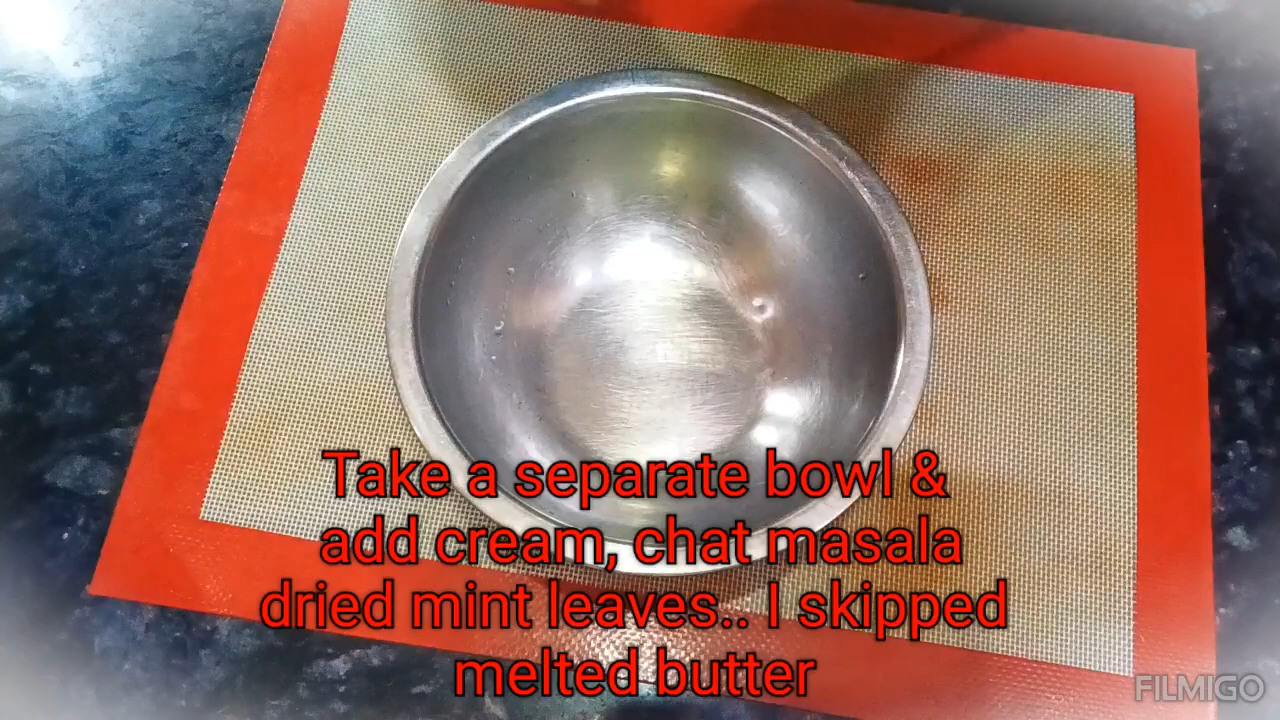 Take a separate bowl &
add cream, chat masala
dried mint leaves.. I skipped
melted butter
FILMIGO